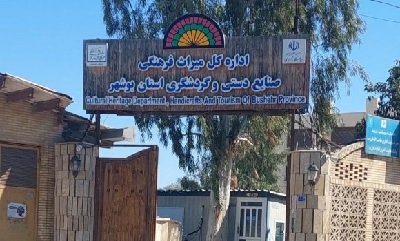 اداره کل میراث فرهنگی
صنایع دستی و گردشگری استان بوشهر
Cultural Heritage Department, Handicrafts And Tourism Of Bushehr Province